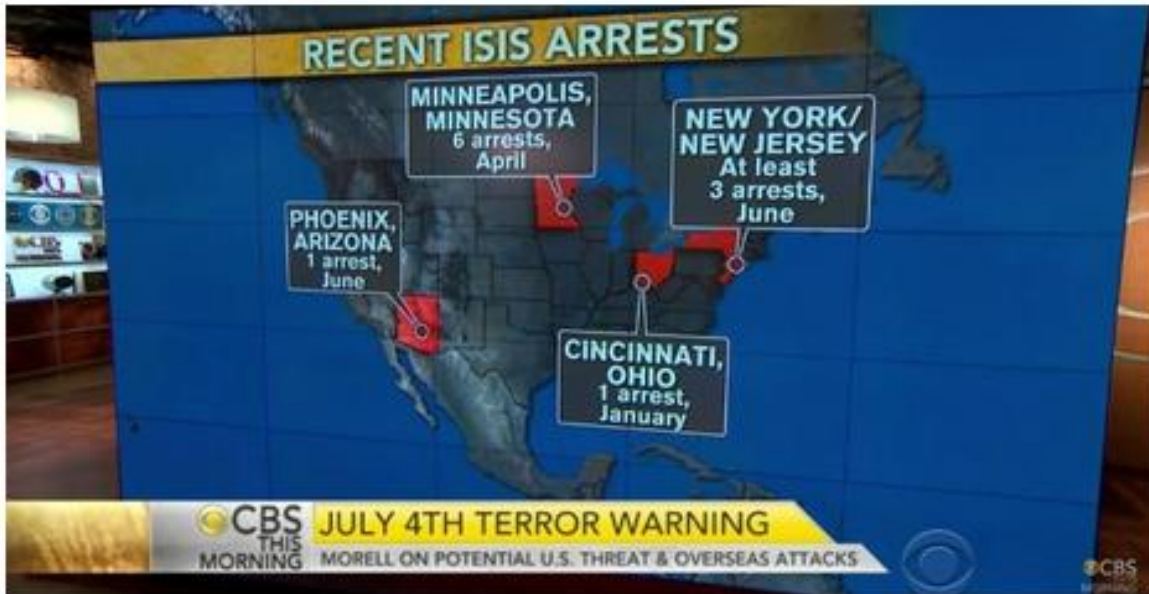 RECENT ISIS ARRESTS
MINNEAPOLIS,
MINNESOTA
6 arrests,
April
NEW YORK/
NEW JERSEY
At least
3 arrests,
June
PHOENIX,
ARIZONA
1 arrest,
June
CINCINNATI,
OHIO
1 arrest,
January
CBS
THIS
MORNING
JULY 4TH TERROR WARNING
MORELL ON POTENTIAL U.S. THREAT & OVERSEAS ATTACKS
CBS